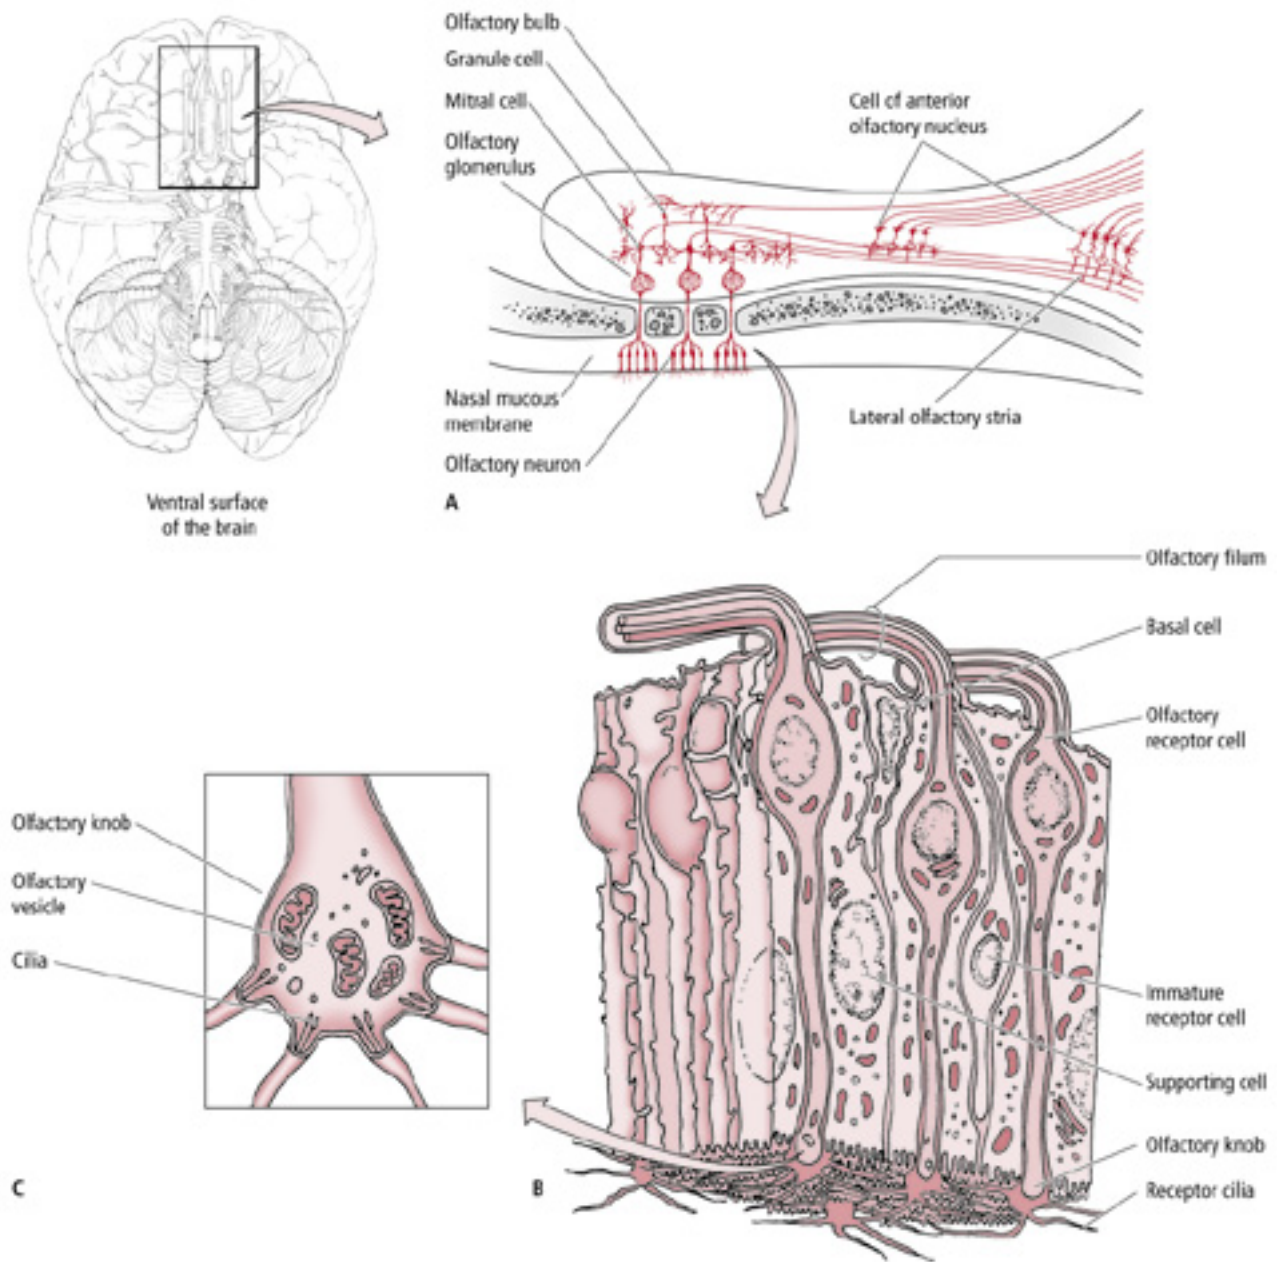 Olfactory bulb
Granule cell
Mitral cell
Olfactory
glomerulus
Cell of anterior
olfactory nucleus
Nasal mucous
membrane
Olfactory neuron
Lateral olfactory stria
A
Ventral surface
of the brain
Olfactory filum
Basal cell
Olfactory
receptor cell
Immature
receptor cell
Supporting cell
Olfactory knob
Receptor cilia
B
Olfactory knob
Olfactory
vesicle
Cilia
C